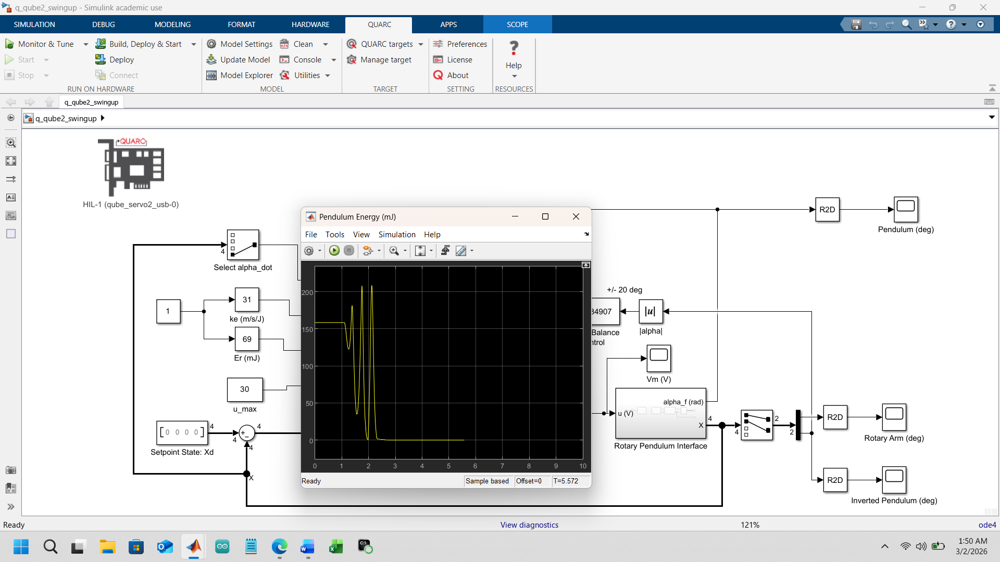 q_qube2_swingup - Simulink academic use
SIMULATION DEBUG MODELING FORMAT HARDWARE QUARC APPS SCOPE
Monitor & Tune Build, Deploy & Start Model Settings Clean QUARC targets Preferences
Start Deploy Update Model Console Manage target License
Stop Connect Model Explorer Utilities About
Help
RUN ON HARDWARE MODEL TARGET SETTING RESOURCES
q_qube2_swingup
q_qube2_swingup
QUARC
HIL-1 (qube_servo2_usb-0)
4
Select alpha_dot
1
31
ke (m/s/J)
69
Er (mJ)
30
u_max
[0 0 0 0]
4
Setpoint State: Xd
+
-
4
4
4
X
Pendulum Energy (mJ)
File Tools View Simulation Help
200
150
100
50
0
0 1 2 3 4 5 6 7 8 9 10
Ready Sample based Offset=0 T=5.572
R2D
Pendulum (deg)
+/- 20 deg
34907
|u|
Balance
ntrol
|alpha|
Vm (V)
alpha_f (rad)
u (V)
X
4
Rotary Pendulum Interface
4
2
2
R2D
Rotary Arm (deg)
R2D
Inverted Pendulum (deg)
Ready View diagnostics 121% ode4
1:50 AM
3/2/2026